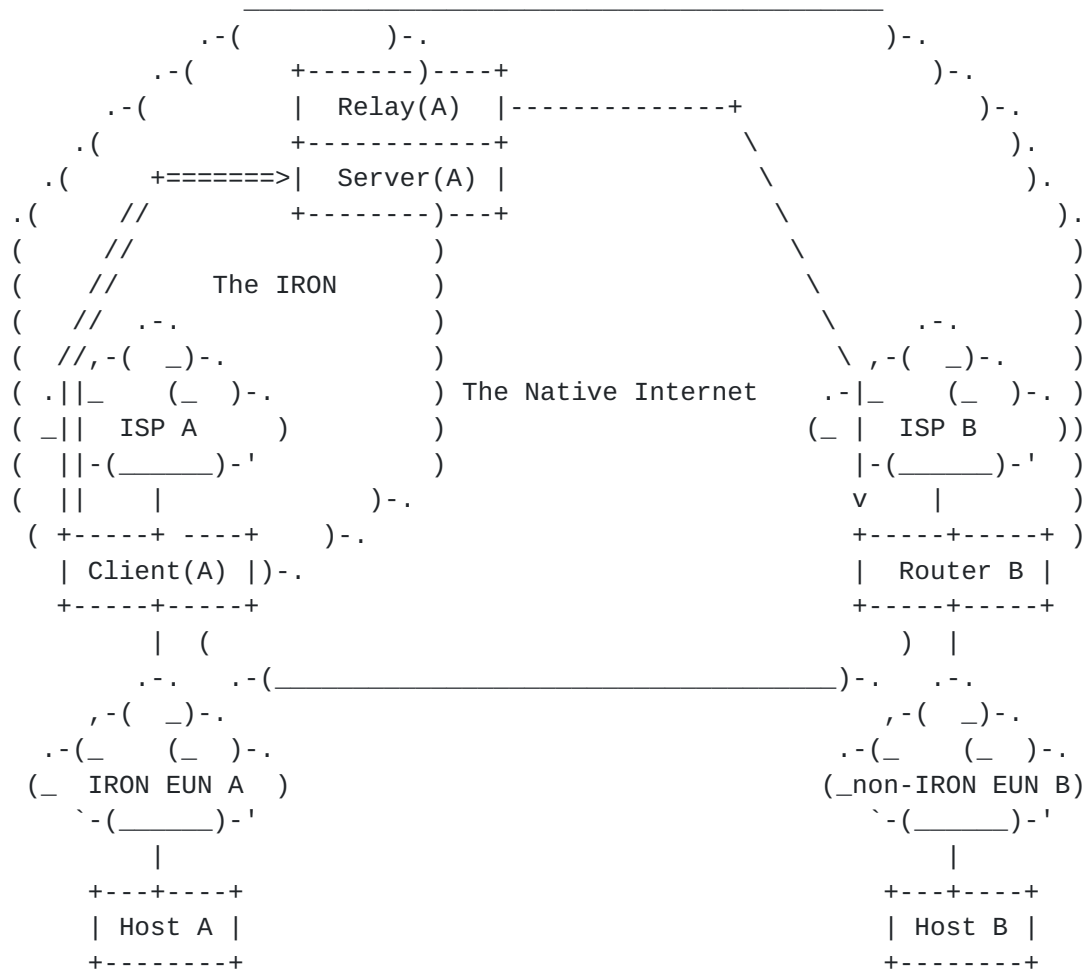 Relay(A)
Server(A)
The IRON
The Native Internet
ISP A
ISP B
v
Client(A)
Router B
IRON EUN A
non-IRON EUN B
Host A
Host B